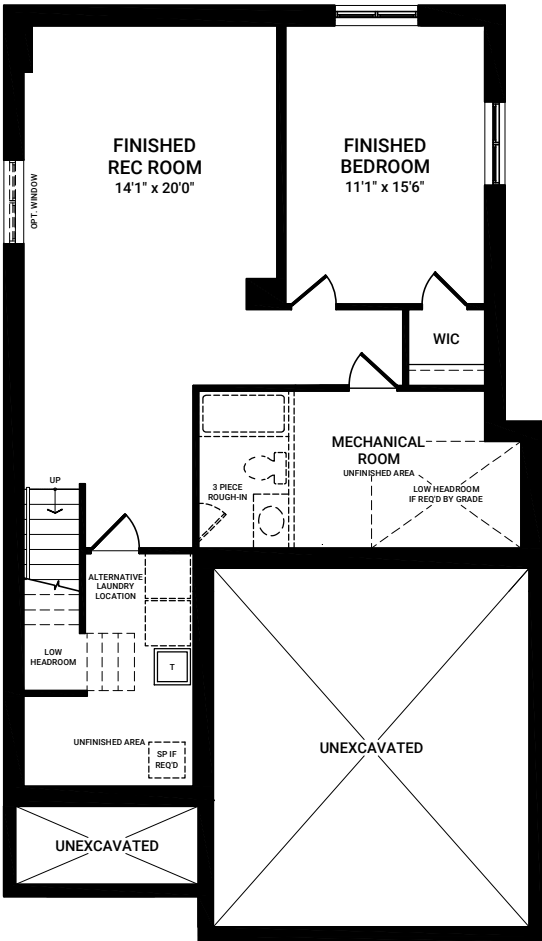 FINISHED
REC ROOM
14'1" x 20'0"
FINISHED
BEDROOM
11'1" x 15'6"
OPT. WINDOW
WIC
MECHANICAL
ROOM
UNFINISHED AREA
LOW HEADROOM
IF REQ'D BY GRADE
3 PIECE
ROUGH-IN
UP
ALTERNATIVE
LAUNDRY
LOCATION
LOW
HEADROOM
T
UNFINISHED AREA
SP IF
REQ'D
UNEXCAVATED
UNEXCAVATED